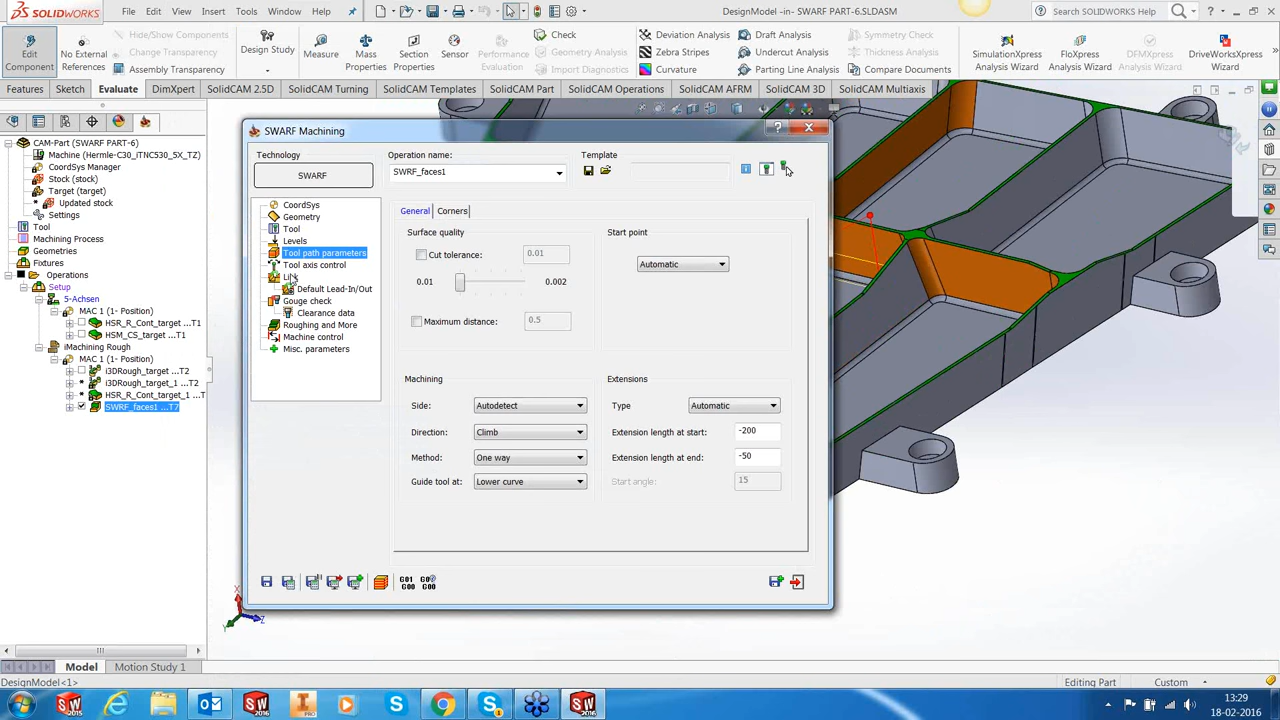 SOLIDWORKS File Edit View Insert Tools Window Help DesignModel -in- SWARF PART-6.SLDASM Search SOLIDWORKS Help
Edit Component
No External References
Hide/Show Components
Change Transparency
Assembly Transparency
Design Study
Measure
Mass Properties
Section Properties
Sensor
Performance Evaluation
Check
Geometry Analysis
Import Diagnostics
Deviation Analysis
Zebra Stripes
Curvature
Draft Analysis
Undercut Analysis
Parting Line Analysis
Symmetry Check
Thickness Analysis
Compare Documents
SimulationXpress Analysis Wizard
FloXpress Analysis Wizard
DFMXpress Analysis Wizard
DriveWorksXpress Wizard
Features Sketch Evaluate DimXpert SolidCAM Turning SolidCAM Templates SolidCAM Part SolidCAM Operations SolidCAM AFRM SolidCAM 3D SolidCAM Multiaxis
CAM-Part (SWARF PART-6)
Machine (Hermle-C30_iTNC530_5X_TZ)
CoordSys Manager
Stock (stock)
Target (target)
Updated stock
Settings
Tool
Machining Process
Geometries
Fixtures
Operations
Setup
5-Achsen
MAC 1 (1- Position)
HSR_R_Cont_target ...T1
HSM_CS_target ...T1
iMachining Rough
MAC 1 (1- Position)
i3DRough_target ...T2
i3DRough_target_1 ...T2
HSR_R_Cont_target_1 ...T
SWRF_faces1 ...T7
SWARF Machining
Technology
SWARF
Operation name:
SWRF_faces1
Template
CoordSys
Geometry
Tool
Levels
Tool path parameters
Tool axis control
Default Lead-In/Out
Gouge check
Clearance data
Roughing and More
Machine control
Misc. parameters
General Corners
Surface quality
Cut tolerance: 0.01
0.01 0.002
Maximum distance: 0.5
Start point
Automatic
Machining
Side: Autodetect
Direction: Climb
Method: One way
Guide tool at: Lower curve
Extensions
Type Automatic
Extension length at start: -200
Extension length at end: -50
Start angle: 15
G01 G00
G0 G00
X
Y
Z
Model Motion Study 1
DesignModel<1> Editing Part Custom
13:29
18-02-2016